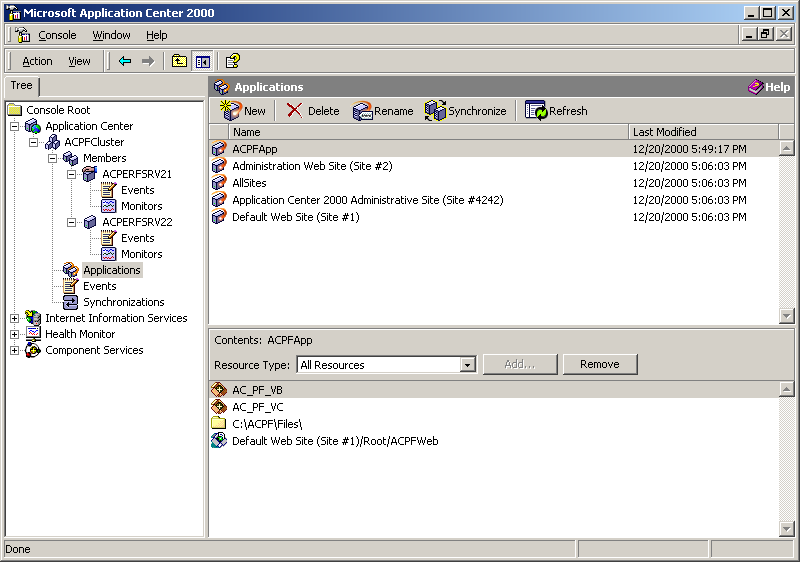 Microsoft Application Center 2000
Console Window Help
Action View
Tree
Console Root
Application Center
ACPFCluster
Members
ACPERFSRV21
Events
Monitors
ACPERFSRV22
Events
Monitors
Applications
Events
Synchronizations
Internet Information Services
Health Monitor
Component Services
Applications Help
New Delete Rename Synchronize Refresh
Name Last Modified
ACPFApp 12/20/2000 5:49:17 PM
Administration Web Site (Site #2) 12/20/2000 5:06:03 PM
AllSites 12/20/2000 5:06:03 PM
Application Center 2000 Administrative Site (Site #4242) 12/20/2000 5:06:03 PM
Default Web Site (Site #1) 12/20/2000 5:06:03 PM
Contents: ACPFApp
Resource Type: All Resources Add... Remove
AC_PF_VB
AC_PF_VC
C:\ACPF\Files\
Default Web Site (Site #1)/Root/ACPFWeb
Done